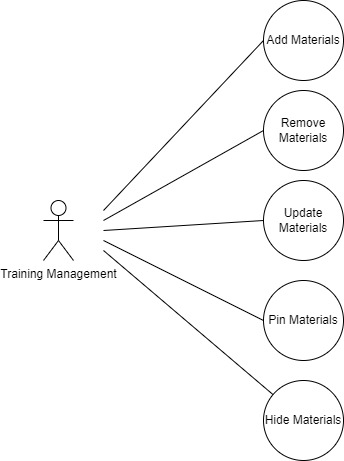 Add Materials
Remove
Materials
Update
Materials
Training Management
Pin Materials
Hide Materials